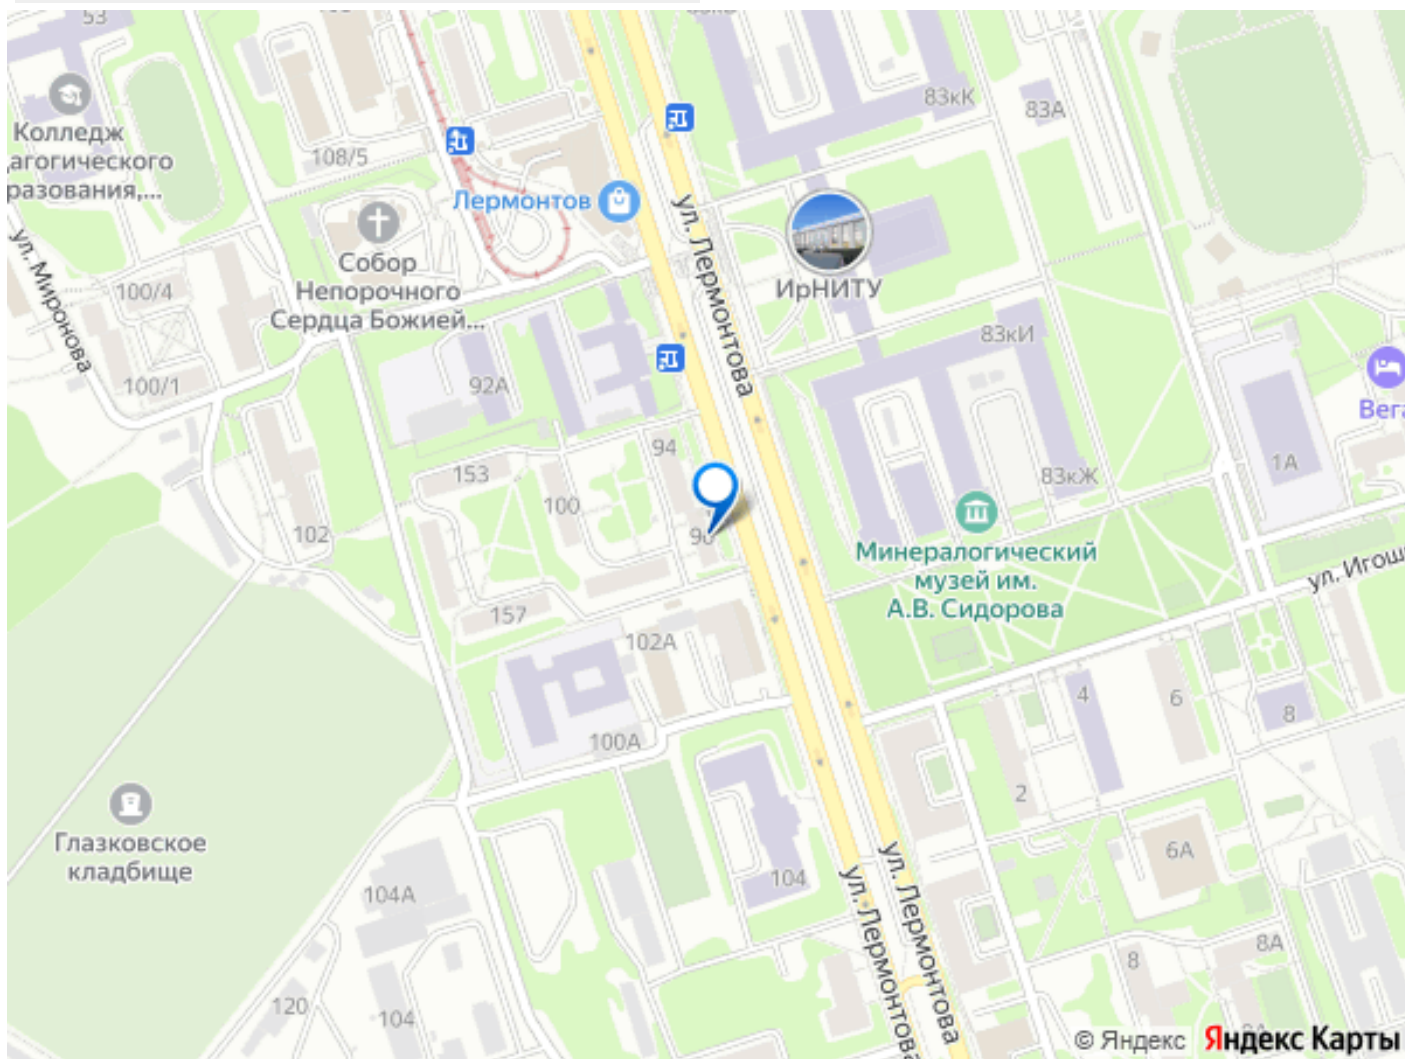 53
108
100
83кК
83А
Колледж
дагогического
разования,...
108/5
Лермонтов
ул. Лермонтова
ул. Миронова
Собор
Непорочного
Сердца Божией...
ИрНИТУ
100/4
100/1
92А
83кИ
Вега
94
153
100
102
1А
83кЖ
Минералогический
музей им.
А.В. Сидорова
ул. Игош
157
102А
100А
4
6
8
2
Глазковское
кладбище
104А
104
6А
ул. Лермонтова
ул. Лермонтова
8А
8
120
104
© Яндекс
Яндекс Карты